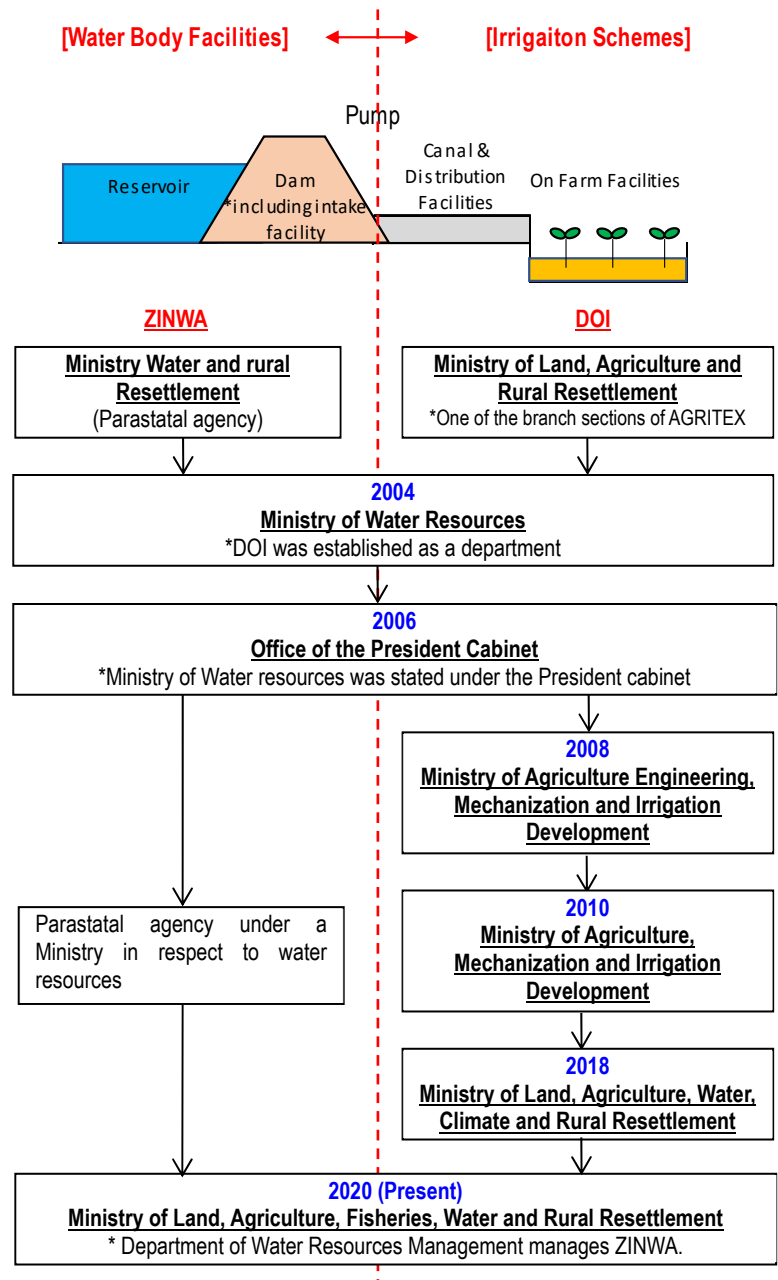 [Water Body Facilities]
[Irrigaiton Schemes]
Pump
Reservoir
Dam
*including intake
facility
Canal &
Distribution
Facilities
On Farm Facilities
ZINWA
DOI
Ministry Water and rural
Resettlement
(Parastatal agency)
Ministry of Land, Agriculture and
Rural Resettlement
*One of the branch sections of AGRITEX
2004
Ministry of Water Resources
*DOI was established as a department
2006
Office of the President Cabinet
*Ministry of Water resources was stated under the President cabinet
2008
Ministry of Agriculture Engineering,
Mechanization and Irrigation
Development
Parastatal agency under a
Ministry in respect to water
resources
2010
Ministry of Agriculture,
Mechanization and Irrigation
Development
2018
Ministry of Land, Agriculture, Water,
Climate and Rural Resettlement
2020 (Present)
Ministry of Land, Agriculture, Fisheries, Water and Rural Resettlement
* Department of Water Resources Management manages ZINWA.